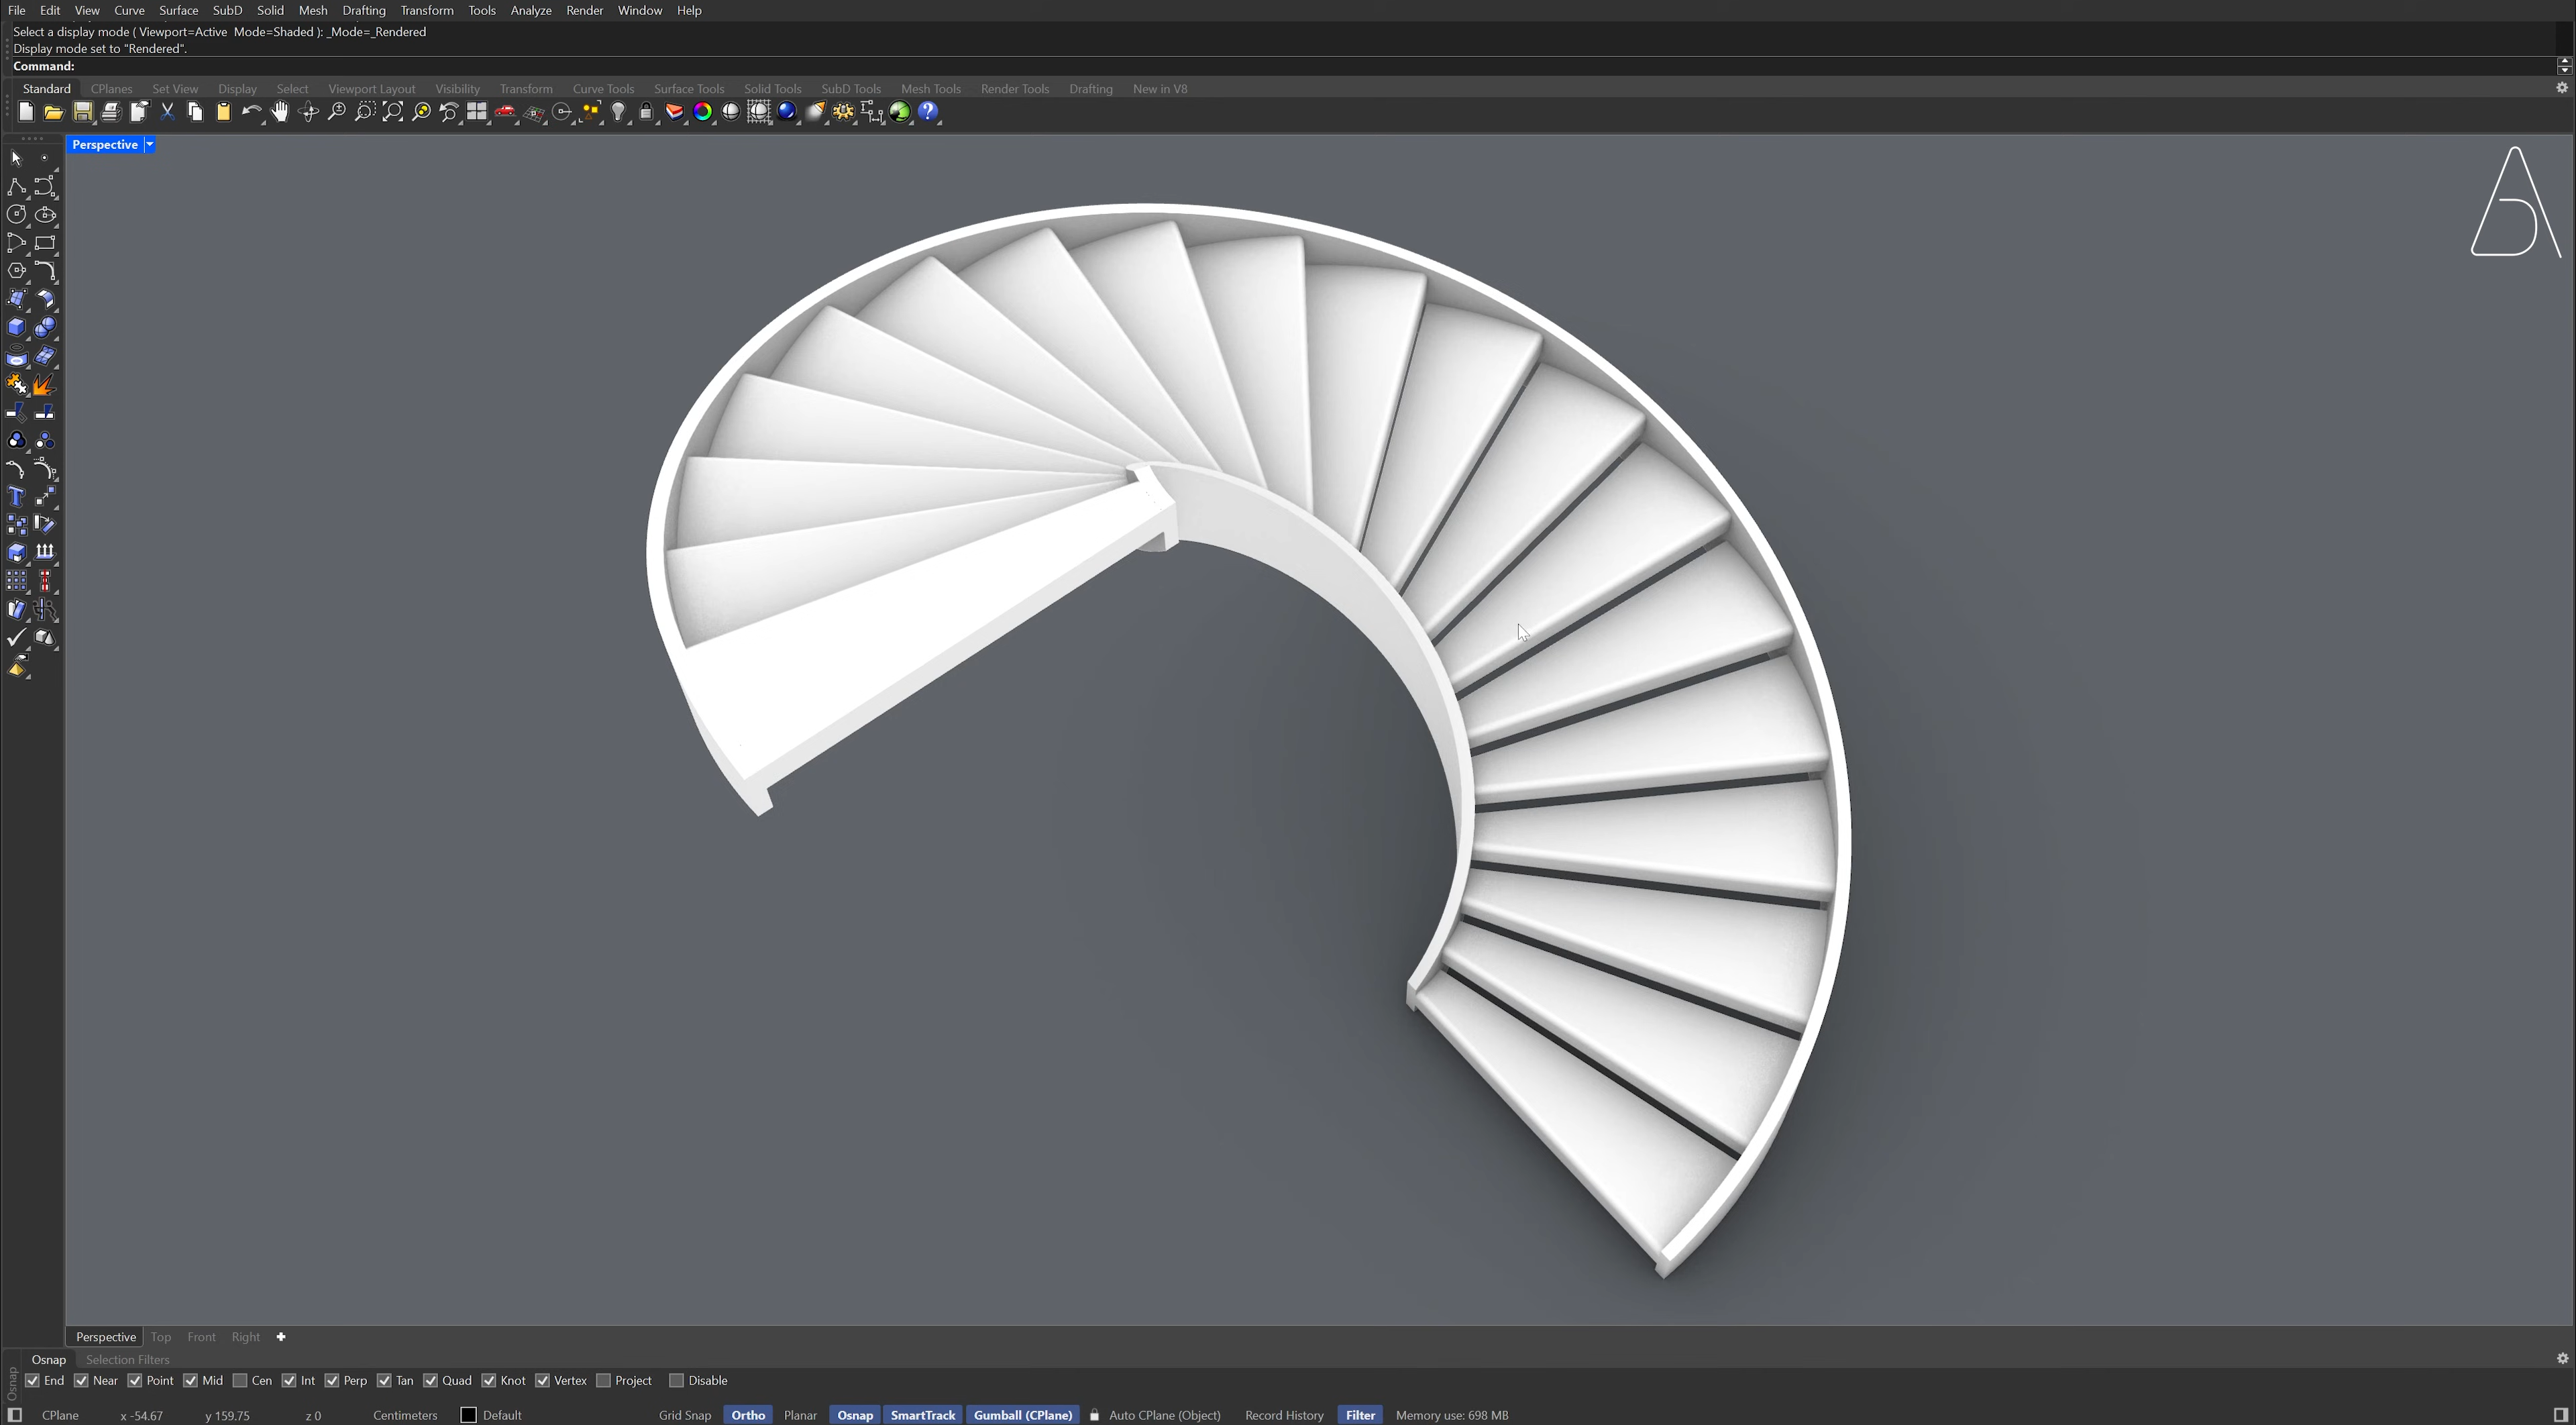 File Edit View Curve Surface SubD Solid Mesh Drafting Transform Tools Analyze Render Window Help
Select a display mode ( Viewport=Active Mode=Shaded ): _Mode=_Rendered
Display mode set to "Rendered".
Command:
Standard CPlanes Set View Display Select Viewport Layout Visibility Transform Curve Tools Surface Tools Solid Tools SubD Tools Mesh Tools Render Tools Drafting New in V8
Perspective
Perspective Top Front Right
Osnap Selection Filters
Osnap
End Near Point Mid Cen Int Perp Tan Quad Knot Vertex Project Disable
CPlane x -54.67 y 159.75 z 0 Centimeters Default Grid Snap Ortho Planar Osnap SmartTrack Gumball (CPlane) Auto CPlane (Object) Record History Filter Memory use: 698 MB